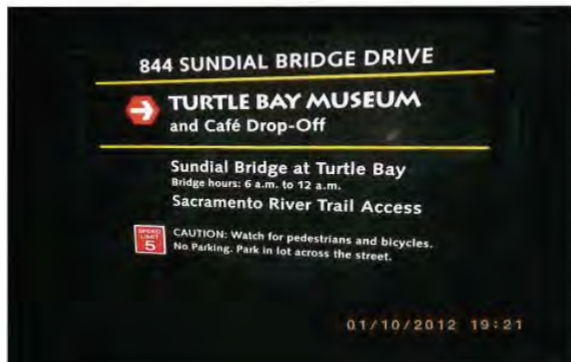 844 SUNDIAL BRIDGE DRIVE
TURTLE BAY MUSEUM
and Café Drop-Off
Sundial Bridge at Turtle Bay
Bridge hours: 6 a.m. to 12 a.m.
Sacramento River Trail Access
SPEED
LIMIT
5
CAUTION: Watch for pedestrians and bicycles.
No Parking. Park in lot across the street.
01/10/2012 19:21